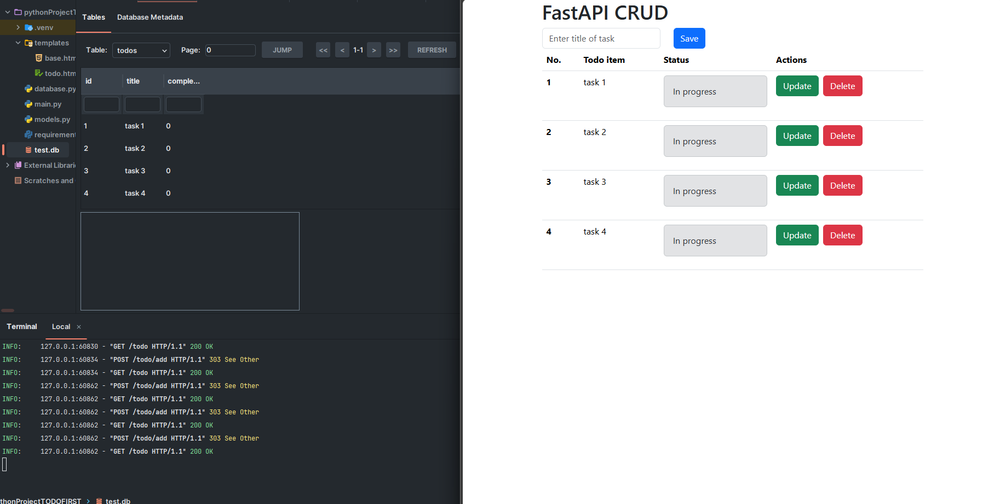 pythonProjectT
.venv
templates
base.htm
todo.htm
database.py
main.py
models.py
requirement
test.db
External Librari
Scratches and
Tables Database Metadata
Table: todos Page: 0 JUMP << < 1-1 > >> REFRESH
id title comple...
1 task 1 0
2 task 2 0
3 task 3 0
4 task 4 0
Terminal Local ×
INFO: 127.0.0.1:60830 - "GET /todo HTTP/1.1" 200 OK
INFO: 127.0.0.1:60834 - "POST /todo/add HTTP/1.1" 303 See Other
INFO: 127.0.0.1:60834 - "GET /todo HTTP/1.1" 200 OK
INFO: 127.0.0.1:60862 - "POST /todo/add HTTP/1.1" 303 See Other
INFO: 127.0.0.1:60862 - "GET /todo HTTP/1.1" 200 OK
INFO: 127.0.0.1:60862 - "POST /todo/add HTTP/1.1" 303 See Other
INFO: 127.0.0.1:60862 - "GET /todo HTTP/1.1" 200 OK
INFO: 127.0.0.1:60862 - "POST /todo/add HTTP/1.1" 303 See Other
INFO: 127.0.0.1:60862 - "GET /todo HTTP/1.1" 200 OK
thonProjectTODOFIRST > test.db
FastAPI CRUD
Enter title of task Save
No. Todo item Status Actions
1 task 1 In progress Update Delete
2 task 2 In progress Update Delete
3 task 3 In progress Update Delete
4 task 4 In progress Update Delete